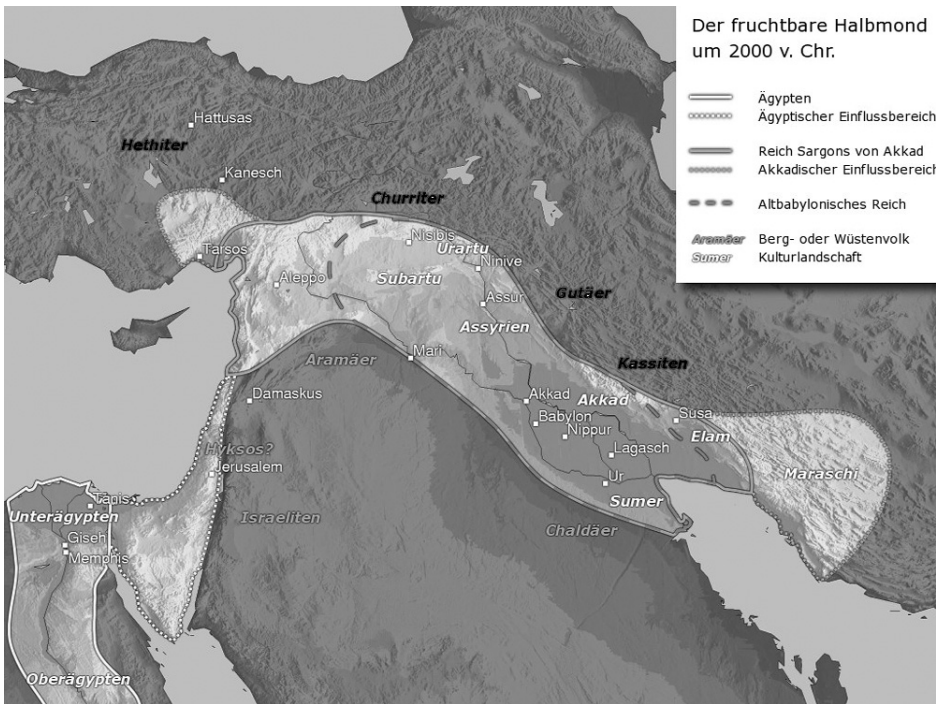 Der fruchtbare Halbmond
um 2000 v. Chr.
Ägypten
Ägyptischer Einflussbereich
Reich Sargons von Akkad
Akkadischer Einflussbereich
Altbabylonisches Reich
Aramäer Berg- oder Wüstenvolk
Sumer Kulturlandschaft
Hattusas
Hethiter
Kanesch
Churriter
Nisibis
Urartu
Tarsos
Ninive
Aleppo
Subartu
Gutäer
Assur
Assyrien
Mari
Aramäer
Kassiten
Damaskus
Akkad
Akkad
Babylon
Susa
Nippur
Elam
Hyksos?
Lagasch
Jerusalem
Ur
Maraschi
Sumer
Tanis
Unterägypten
Israeliten
Chaldäer
Giseh
Memphis
Oberägypten